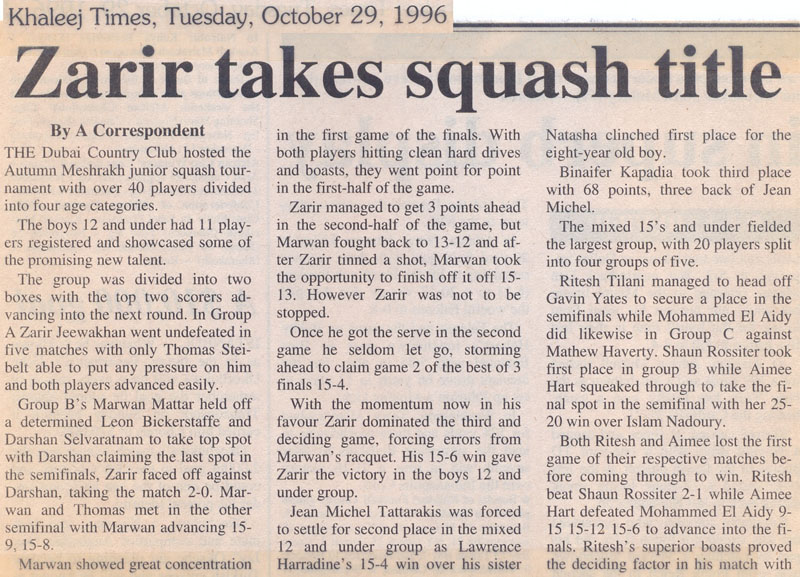 Khaleej Times, Tuesday, October 29, 1996
Zarir takes squash title
By A Correspondent
THE Dubai Country Club hosted the
Autumn Meshrakh junior squash tour-
nament with over 40 players divided
into four age categories.
The boys 12 and under had 11 play-
ers registered and showcased some of
the promising new talent.
The group was divided into two
boxes with the top two scorers ad-
vancing into the next round. In Group
A Zarir Jeewakhan went undefeated in
five matches with only Thomas Stei-
belt able to put any pressure on him
and both players advanced easily.
Group B's Marwan Mattar held off
a determined Leon Bickerstaffe and
Darshan Selvaratnam to take top spot
with Darshan claiming the last spot in
the semifinals, Zarir faced off against
Darshan, taking the match 2-0. Mar-
wan and Thomas met in the other
semifinal with Marwan advancing 15-
9, 15-8.
Marwan showed great concentration
in the first game of the finals. With
both players hitting clean hard drives
and boasts, they went point for point
in the first-half of the game.
Zarir managed to get 3 points ahead
in the second-half of the game, but
Marwan fought back to 13-12 and af-
ter Zarir tinned a shot, Marwan took
the opportunity to finish off it off 15-
13. However Zarir was not to be
stopped.
Once he got the serve in the second
game he seldom let go, storming
ahead to claim game 2 of the best of 3
finals 15-4.
With the momentum now in his
favour Zarir dominated the third and
deciding game, forcing errors from
Marwan's racquet. His 15-6 win gave
Zarir the victory in the boys 12 and
under group.
Jean Michel Tattarakis was forced
to settle for second place in the mixed
12 and under group as Lawrence
Harradine's 15-4 win over his sister
Natasha clinched first place for the
eight-year old boy.
Binaifer Kapadia took third place
with 68 points, three back of Jean
Michel.
The mixed 15's and under fielded
the largest group, with 20 players split
into four groups of five.
Ritesh Tilani managed to head off
Gavin Yates to secure a place in the
semifinals while Mohammed El Aidy
did likewise in Group C against
Mathew Haverty. Shaun Rossiter took
first place in group B while Aimee
Hart squeaked through to take the fi-
nal spot in the semifinal with her 25-
20 win over Islam Nadoury.
Both Ritesh and Aimee lost the first
game of their respective matches be-
fore coming through to win. Ritesh
beat Shaun Rossiter 2-1 while Aimee
Hart defeated Mohammed El Aidy 9-
15 15-12 15-6 to advance into the fi-
nals. Ritesh's superior boasts proved
the deciding factor in his match with